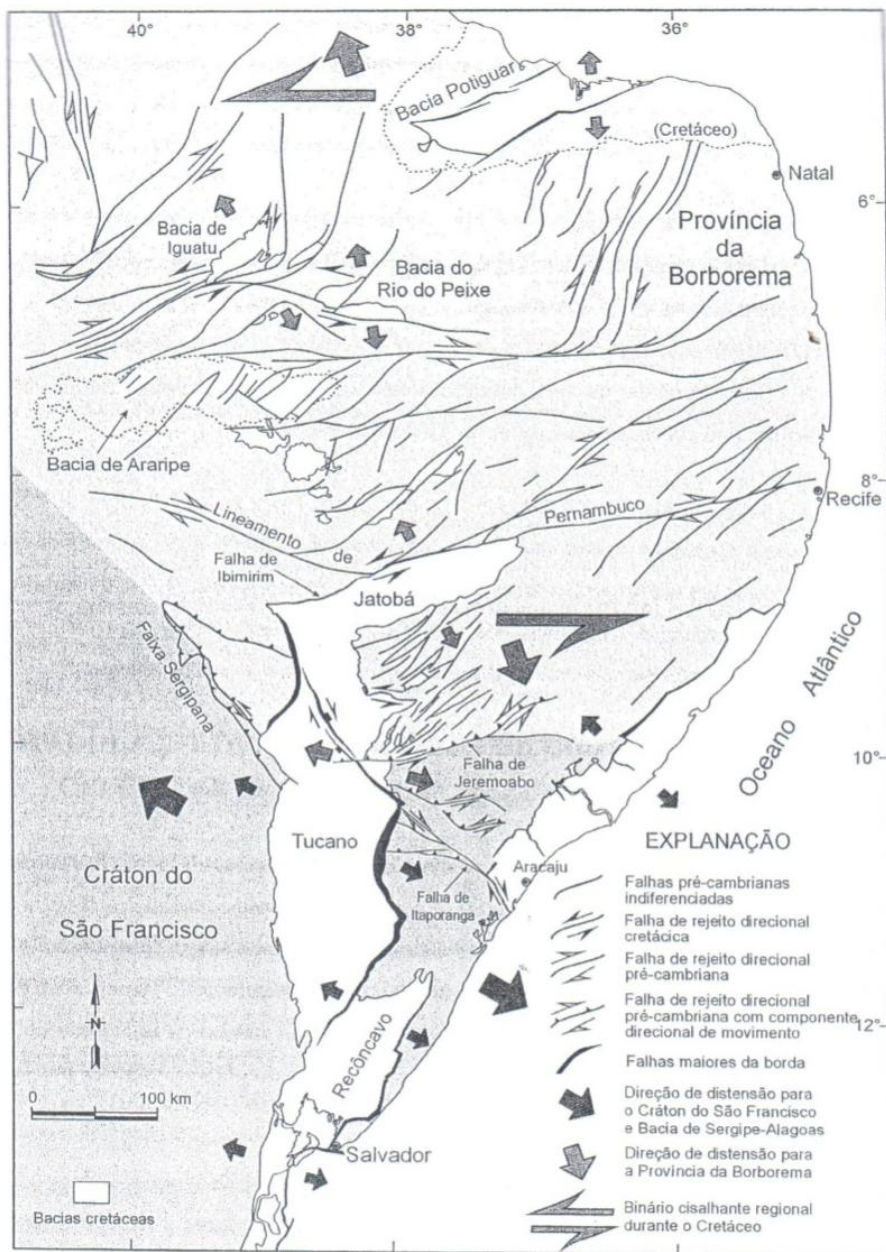 40°
38°
36°
Bacia Potiguar
(Cretáceo)
Natal
6°
Província
da
Borborema
Bacia de
Iguatu
Bacia do
Rio do Peixe
Bacia de Araripe
8°
Recife
Lineamento de Pernambuco
Falha de
Ibimirim
Jatobá
Faixa Sergipana
Oceano Atlântico
10°
Falha de
Jeremoabo
Tucano
Cráton do
São Francisco
Aracaju
Falha de
Itaporanga
N
12°
Recôncavo
0 100 km
Salvador
Bacias cretáceas
EXPLANAÇÃO
Falhas pré-cambrianas
indiferenciadas
Falha de rejeito direcional
cretácica
Falha de rejeito direcional
pré-cambriana
Falha de rejeito direcional
pré-cambriana com componente
direcional de movimento
Falhas maiores da borda
Direção de distensão para
o Cráton do São Francisco
e Bacia de Sergipe-Alagoas
Direção de distensão para
a Província da Borborema
Binário cisalhante regional
durante o Cretáceo
40°
38°
36°